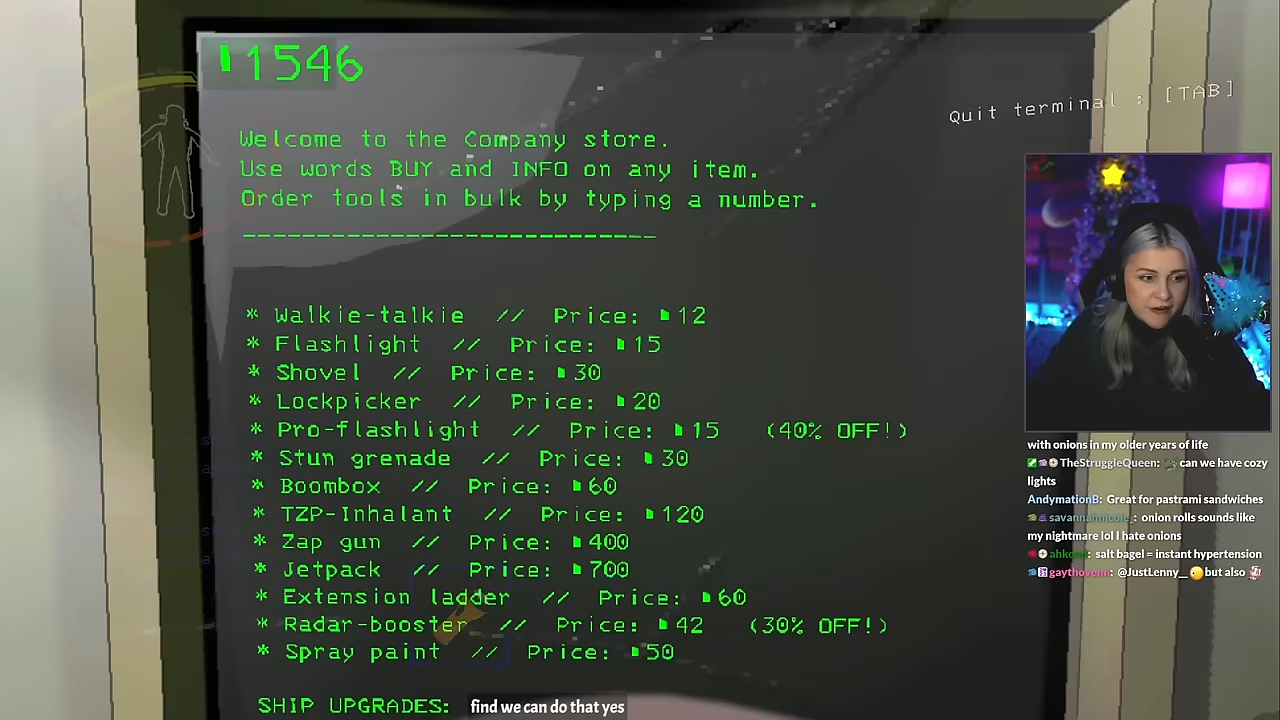 ▮1546
Quit terminal : [TAB]
Welcome to the Company store.
Use words BUY and INFO on any item.
Order tools in bulk by typing a number.
____________________________
* Walkie-talkie // Price: ▮12
* Flashlight // Price: ▮15
* Shovel // Price: ▮30
* Lockpicker // Price: ▮20
* Pro-flashlight // Price: ▮15 (40% OFF!)
* Stun grenade // Price: ▮30
* Boombox // Price: ▮60
* TZP-Inhalant // Price: ▮120
* Zap gun // Price: ▮400
* Jetpack // Price: ▮700
* Extension ladder // Price: ▮60
* Radar-booster // Price: ▮42 (30% OFF!)
* Spray paint // Price: ▮50
SHIP UPGRADES:
find we can do that yes
with onions in my older years of life
TheStruggleQueen: can we have cozy
lights
AndymationB: Great for pastrami sandwiches
: onion rolls sounds like
my nightmare lol I hate onions
: salt bagel = instant hypertension
: @JustLenny__ but also